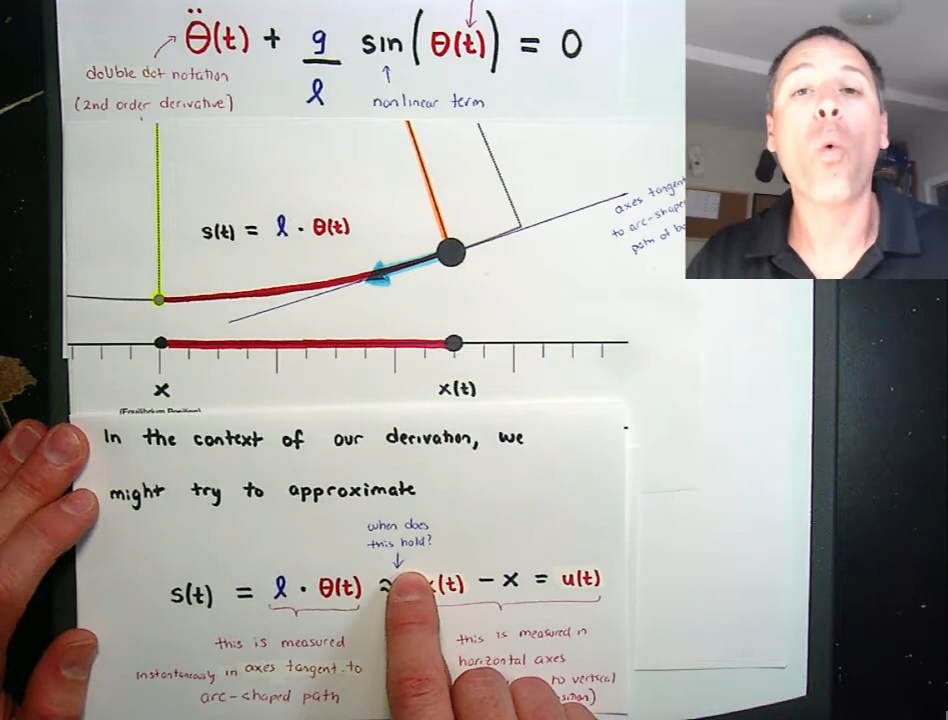 θ̈(t) + g/l sin(θ(t)) = 0
double dot notation
(2nd order derivative)
nonlinear term
s(t) = l · θ(t)
axes tangent
to arc-shaped
path of
x
x(t)
(Equilibrium Position)
In the context of our derivation, we
might try to approximate
when does
this hold?
s(t) = l · θ(t) ≈ (t) - x = u(t)
this is measured
instantaneously in axes tangent to
arc-shaped path
this is measured in
horizontal axes
to vertical